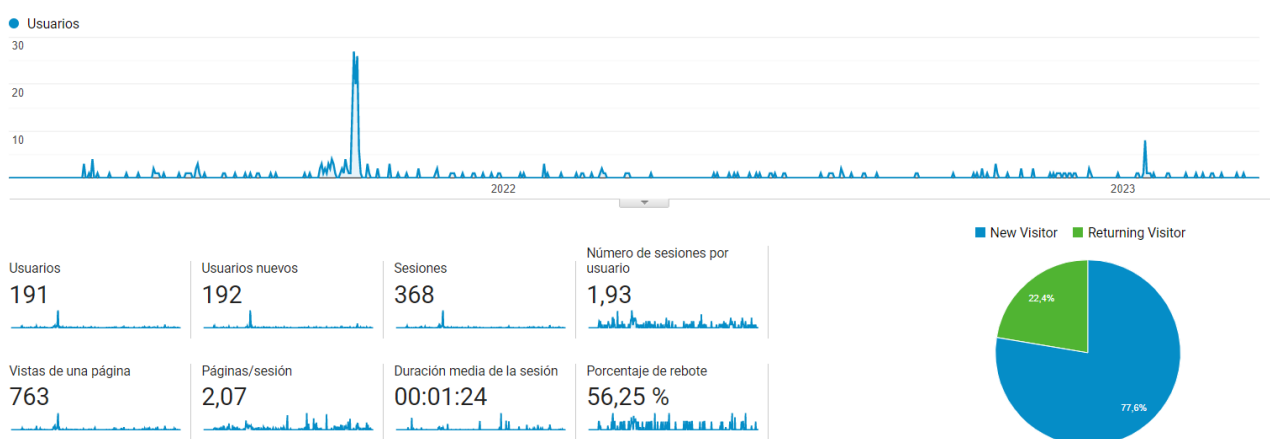 Usuarios
30
20
10
2022
2023
New Visitor Returning Visitor
Usuarios
191
Usuarios nuevos
192
Sesiones
368
Número de sesiones por
usuario
1,93
Vistas de una página
763
Páginas/sesión
2,07
Duración media de la sesión
00:01:24
Porcentaje de rebote
56,25 %
22,4%
77,6%